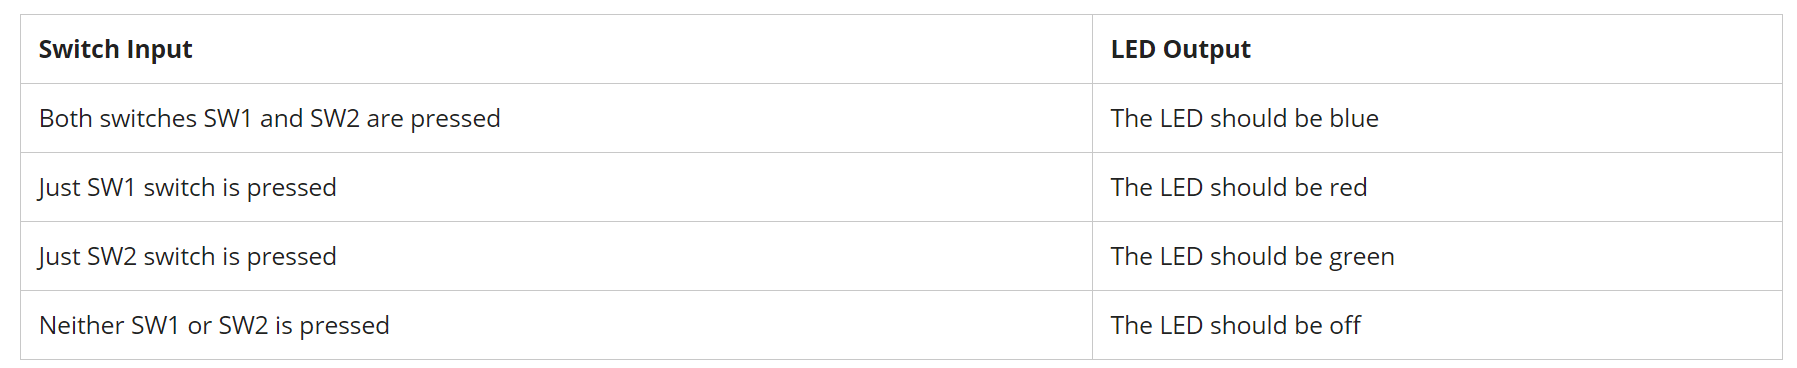 Switch Input
LED Output
Both switches SW1 and SW2 are pressed
The LED should be blue
Just SW1 switch is pressed
The LED should be red
Just SW2 switch is pressed
The LED should be green
Neither SW1 or SW2 is pressed
The LED should be off